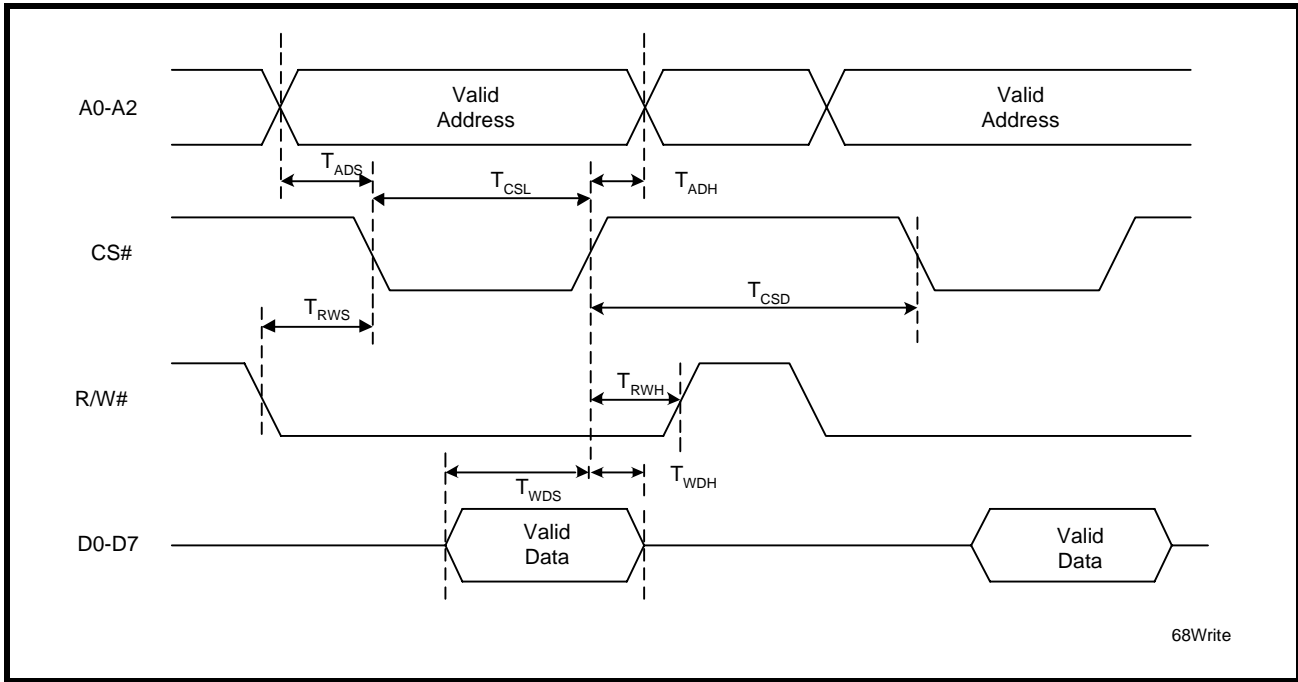 A0-A2
Valid
Address
Valid
Address
TADS
TCSL
TADH
CS#
TCSD
TRWS
R/W#
TRWH
TWDS
TWDH
D0-D7
Valid
Data
Valid
Data
68Write